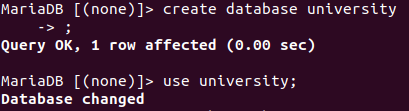 MariaDB [(none)]> create database university
    -> ;
Query OK, 1 row affected (0.00 sec)
MariaDB [(none)]> use university;
Database changed